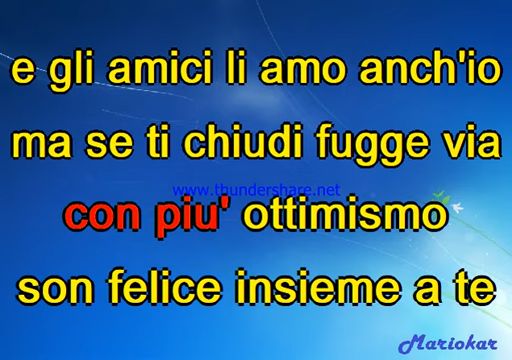 e gli amici li amo anch'io
ma se ti chiudi fugge via
www.thundershare.net
con piu' ottimismo
son felice insieme a te
Mariokar